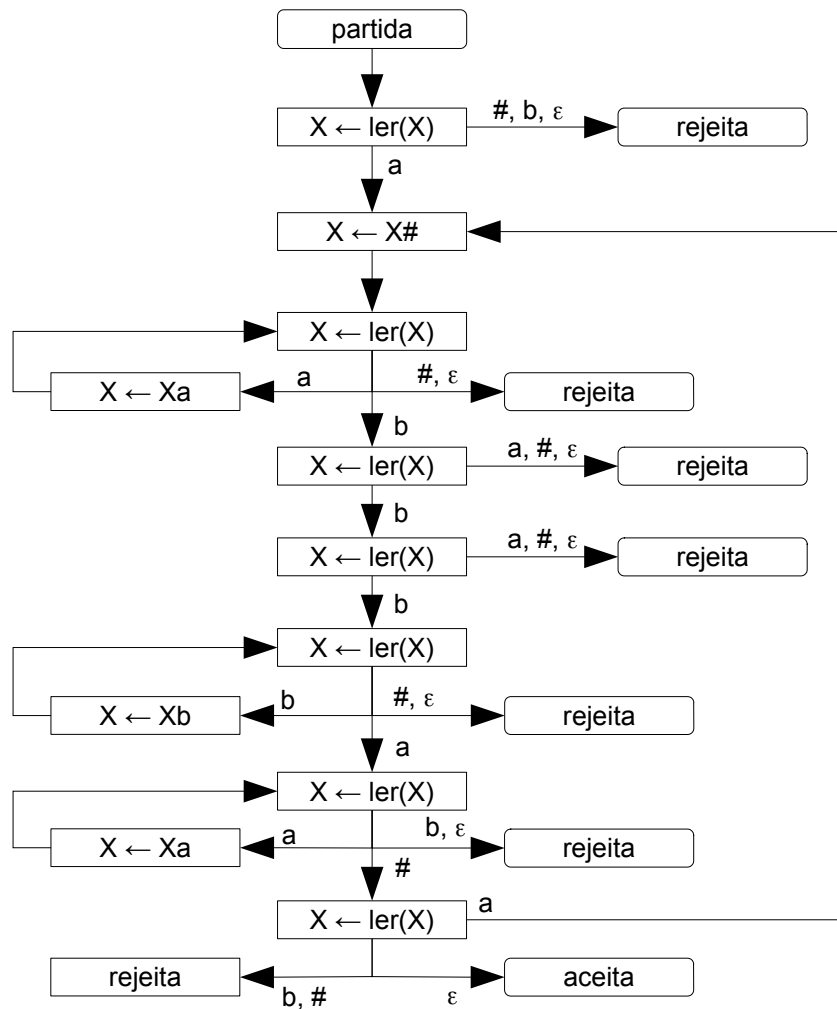 partida
X ← ler(X)
#, b, ε
rejeita
a
X ← X#
X ← ler(X)
X ← Xa
a
#, ε
rejeita
b
X ← ler(X)
a, #, ε
rejeita
b
X ← ler(X)
a, #, ε
rejeita
b
X ← ler(X)
X ← Xb
b
#, ε
rejeita
a
X ← ler(X)
X ← Xa
a
b, ε
rejeita
#
X ← ler(X)
a
rejeita
b, #
ε
aceita